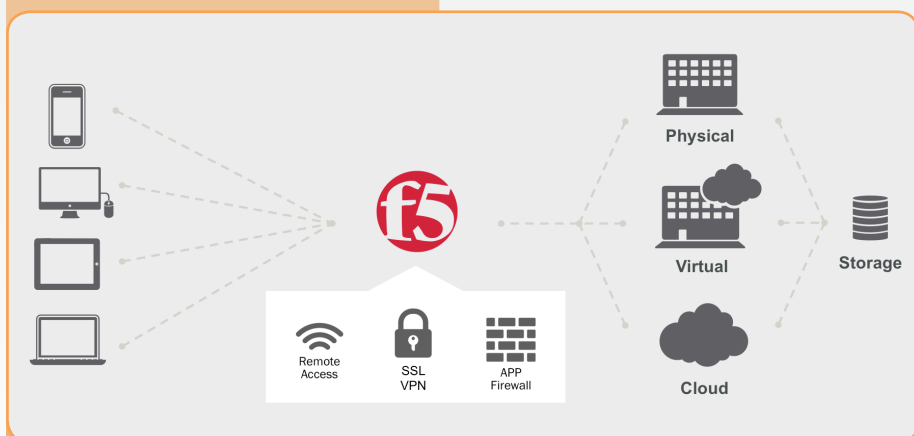 Physical
f5
Virtual
Storage
Remote
Access
SSL
VPN
APP
Firewall
Cloud